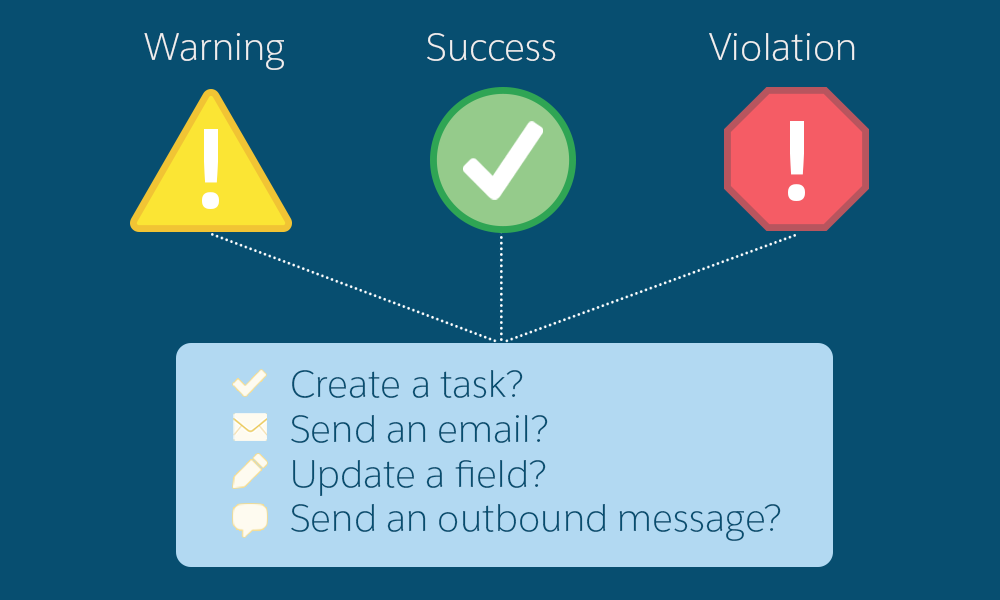 Warning
Success
Violation
Create a task?
Send an email?
Update a field?
Send an outbound message?